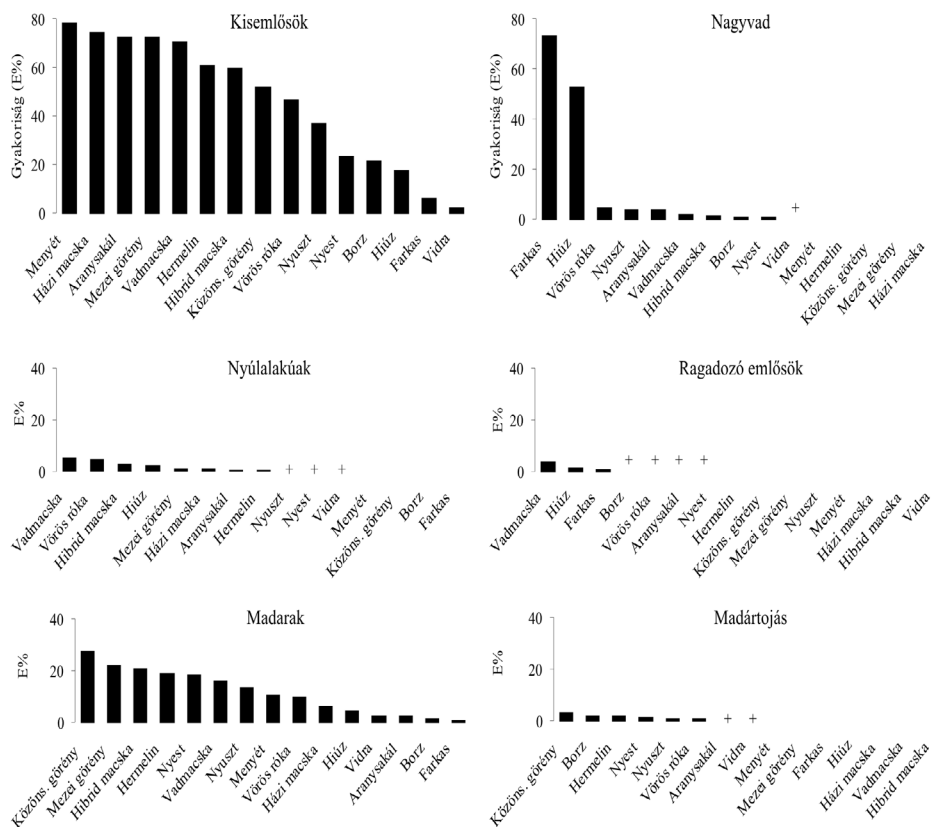 Kisemlősök
Gyakoriság (E%)
80
60
40
20
0
Menyét
Házi macska
Aranysakál
Mezei görény
Vadmacska
Hermelin
Hibrid macska
Közöns. görény
Vörös róka
Nyuszt
Nyest
Borz
Hiúz
Farkas
Vidra
Nagyvad
Gyakoriság (E%)
80
60
40
20
0
+
Farkas
Hiúz
Vörös róka
Nyuszt
Aranysakál
Vadmacska
Hibrid macska
Borz
Nyest
Vidra
Menyét
Hermelin
Közöns. görény
Mezei görény
Házi macska
Nyúlalakúak
E%
40
20
0
+ + +
Vadmacska
Vörös róka
Hibrid macska
Hiúz
Mezei görény
Házi macska
Aranysakál
Hermelin
Nyuszt
Nyest
Vidra
Menyét
Közöns. görény
Borz
Farkas
Ragadozó emlősök
E%
40
20
0
+ + + +
Vadmacska
Hiúz
Farkas
Borz
Vörös róka
Aranysakál
Nyest
Hermelin
Közöns. görény
Mezei görény
Nyuszt
Menyét
Házi macska
Hibrid macska
Vidra
Madarak
E%
40
20
0
Közöns. görény
Mezei görény
Hibrid macska
Hermelin
Nyest
Vadmacska
Nyuszt
Menyét
Vörös róka
Házi macska
Hiúz
Vidra
Aranysakál
Borz
Farkas
Madártojás
E%
40
20
0
+ +
Közöns. görény
Borz
Hermelin
Nyest
Nyuszt
Vörös róka
Aranysakál
Vidra
Menyét
Mezei görény
Farkas
Hiúz
Házi macska
Vadmacska
Hibrid macska